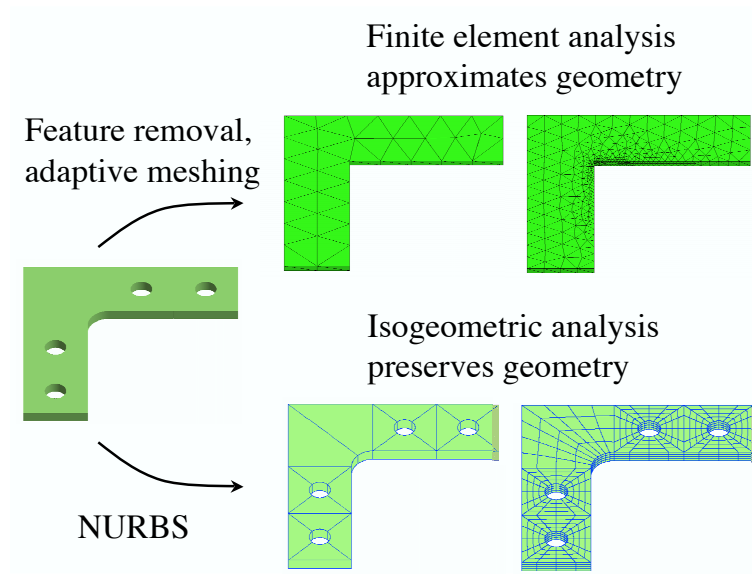 Finite element analysis
approximates geometry
Feature removal,
adaptive meshing
Isogeometric analysis
preserves geometry
NURBS